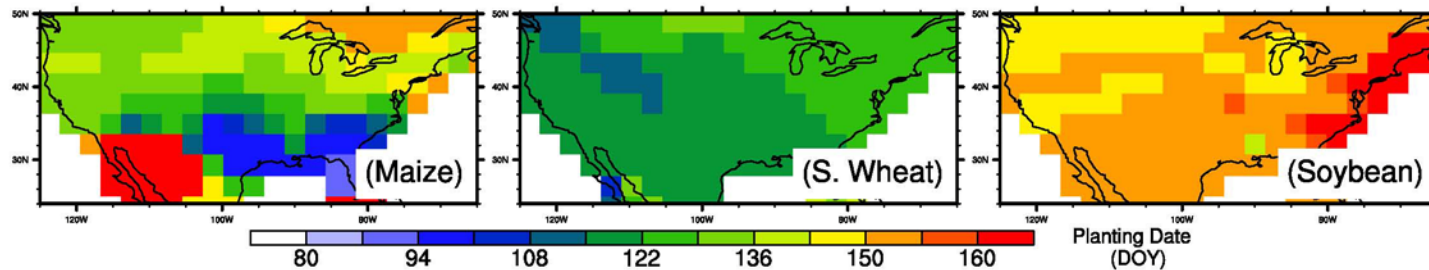 50N 50N 50N
40N 40N 40N
30N 30N 30N
(Maize) (S. Wheat) (Soybean)
120W 100W 80W 120W 100W 80W 120W 100W 80W
80 94 108 122 136 150 160 Planting Date
(DOY)